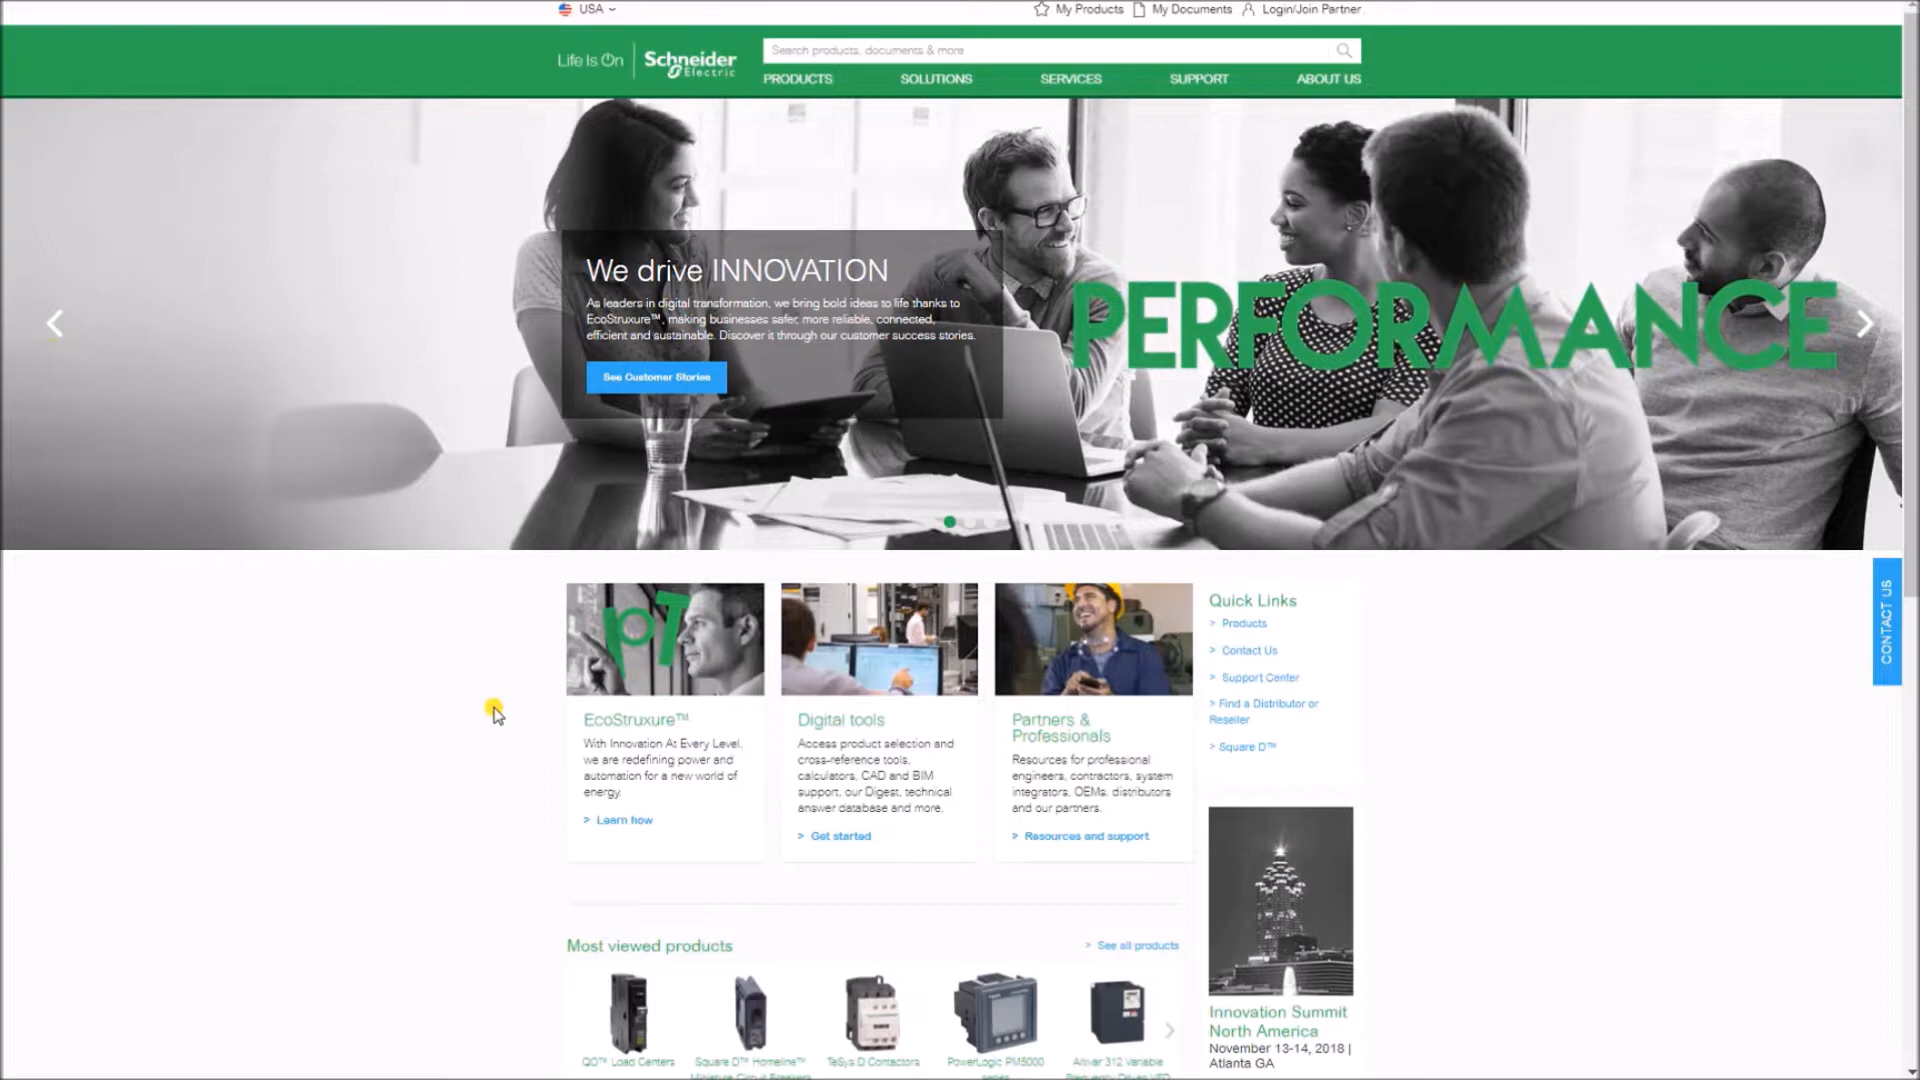 USA
My Products My Documents Login/Join Partner
Life Is On Schneider Electric
Search products, documents & more
PRODUCTS SOLUTIONS SERVICES SUPPORT ABOUT US
We drive INNOVATION
As leaders in digital transformation, we bring bold ideas to life thanks to
EcoStruxure™, making businesses safer, more reliable, connected,
efficient and sustainable. Discover it through our customer success stories.
See Customer Stories
PERFORMANCE
CONTACT US
EcoStruxure™
With Innovation At Every Level,
we are redefining power and
automation for a new world of
energy.
> Learn how
Digital tools
Access product selection and
cross-reference tools,
calculators, CAD and BIM
support, our Digest, technical
answer database and more.
> Get started
Partners &
Professionals
Resources for professional
engineers, contractors, system
integrators, OEMs, distributors
and our partners.
> Resources and support
Quick Links
> Products
> Contact Us
> Support Center
> Find a Distributor or
Reseller
> Square D™
Most viewed products
> See all products
QO™ Load Centers
Square D™ Homeline™
Miniature Circuit Breakers
TeSys D Contactors
PowerLogic PM5000
series
Altivar 312 Variable
Frequency Drives VFD
Innovation Summit
North America
November 13-14, 2018 |
Atlanta GA